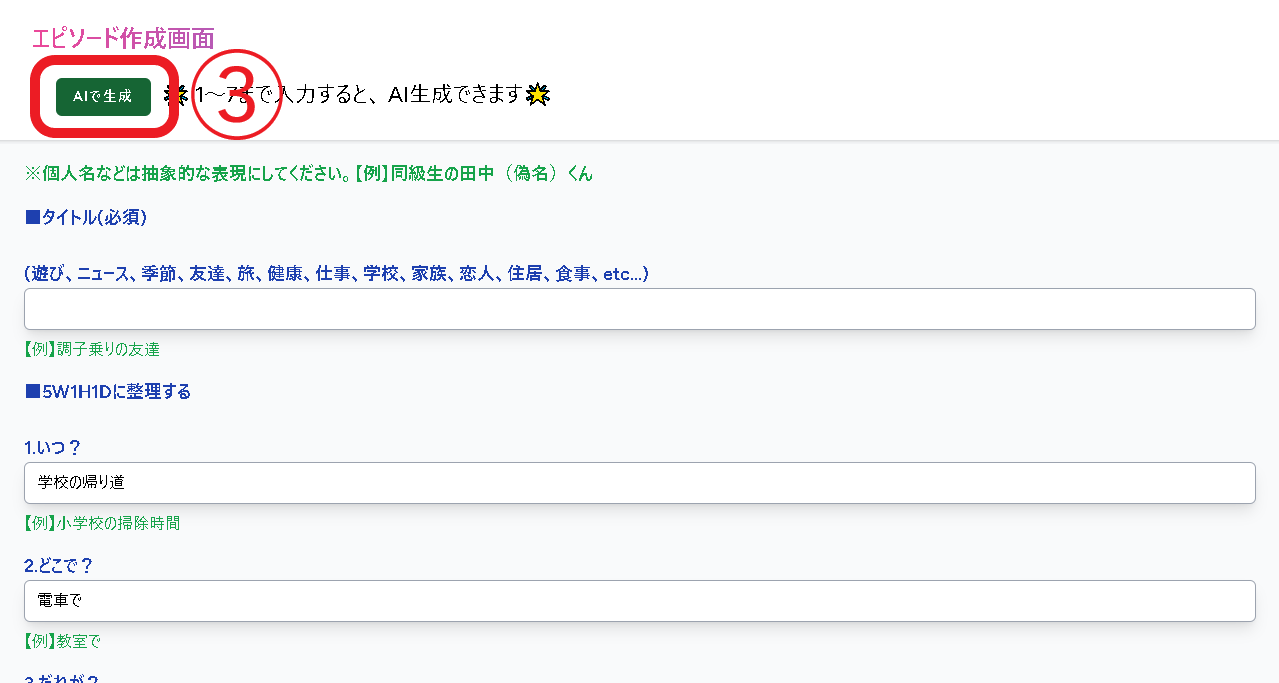 エピソード作成画面
AIで生成
③
1～7まで入力すると、AI生成できます
※個人名などは抽象的な表現にしてください。【例】同級生の田中（偽名）くん
■タイトル(必須)
(遊び、ニュース、季節、友達、旅、健康、仕事、学校、家族、恋人、住居、食事、etc...)
【例】調子乗りの友達
■5W1H1Dに整理する
1.いつ？
学校の帰り道
【例】小学校の掃除時間
2.どこで？
電車で
【例】教室で
3.だれが？